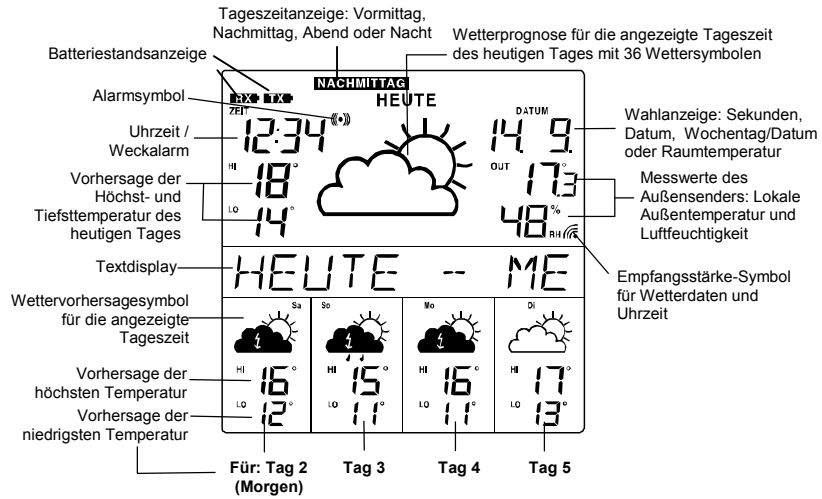 Tageszeitanzeige: Vormittag,
Nachmittag, Abend oder Nacht
Wetterprognose für die angezeigte Tageszeit
des heutigen Tages mit 36 Wettersymbolen
Batteriestandsanzeige
Alarmsymbol
Uhrzeit /
Weckalarm
Vorhersage der
Höchst- und
Tiefsttemperatur des
heutigen Tages
Textdisplay
Wettervorhersagesymbol
für die angezeigte
Tageszeit
Vorhersage der
höchsten Temperatur
Vorhersage der
niedrigsten Temperatur
NACHMITTAG
HEUTE
RX TX
ZEIT
12:34
HI
18°
LO
14°
DATUM
14. 9.
OUT
17.3°
48%
RH
HEUTE -- ME
Sa
HI 16°
LO 12°
So
HI 15°
LO 11°
Mo
HI 16°
LO 11°
Di
HI 17°
LO 13°
Wahlanzeige: Sekunden,
Datum, Wochentag/Datum
oder Raumtemperatur
Messwerte des
Außensenders: Lokale
Außentemperatur und
Luftfeuchtigkeit
Empfangsstärke-Symbol
für Wetterdaten und
Uhrzeit
Für: Tag 2
(Morgen)
Tag 3
Tag 4
Tag 5